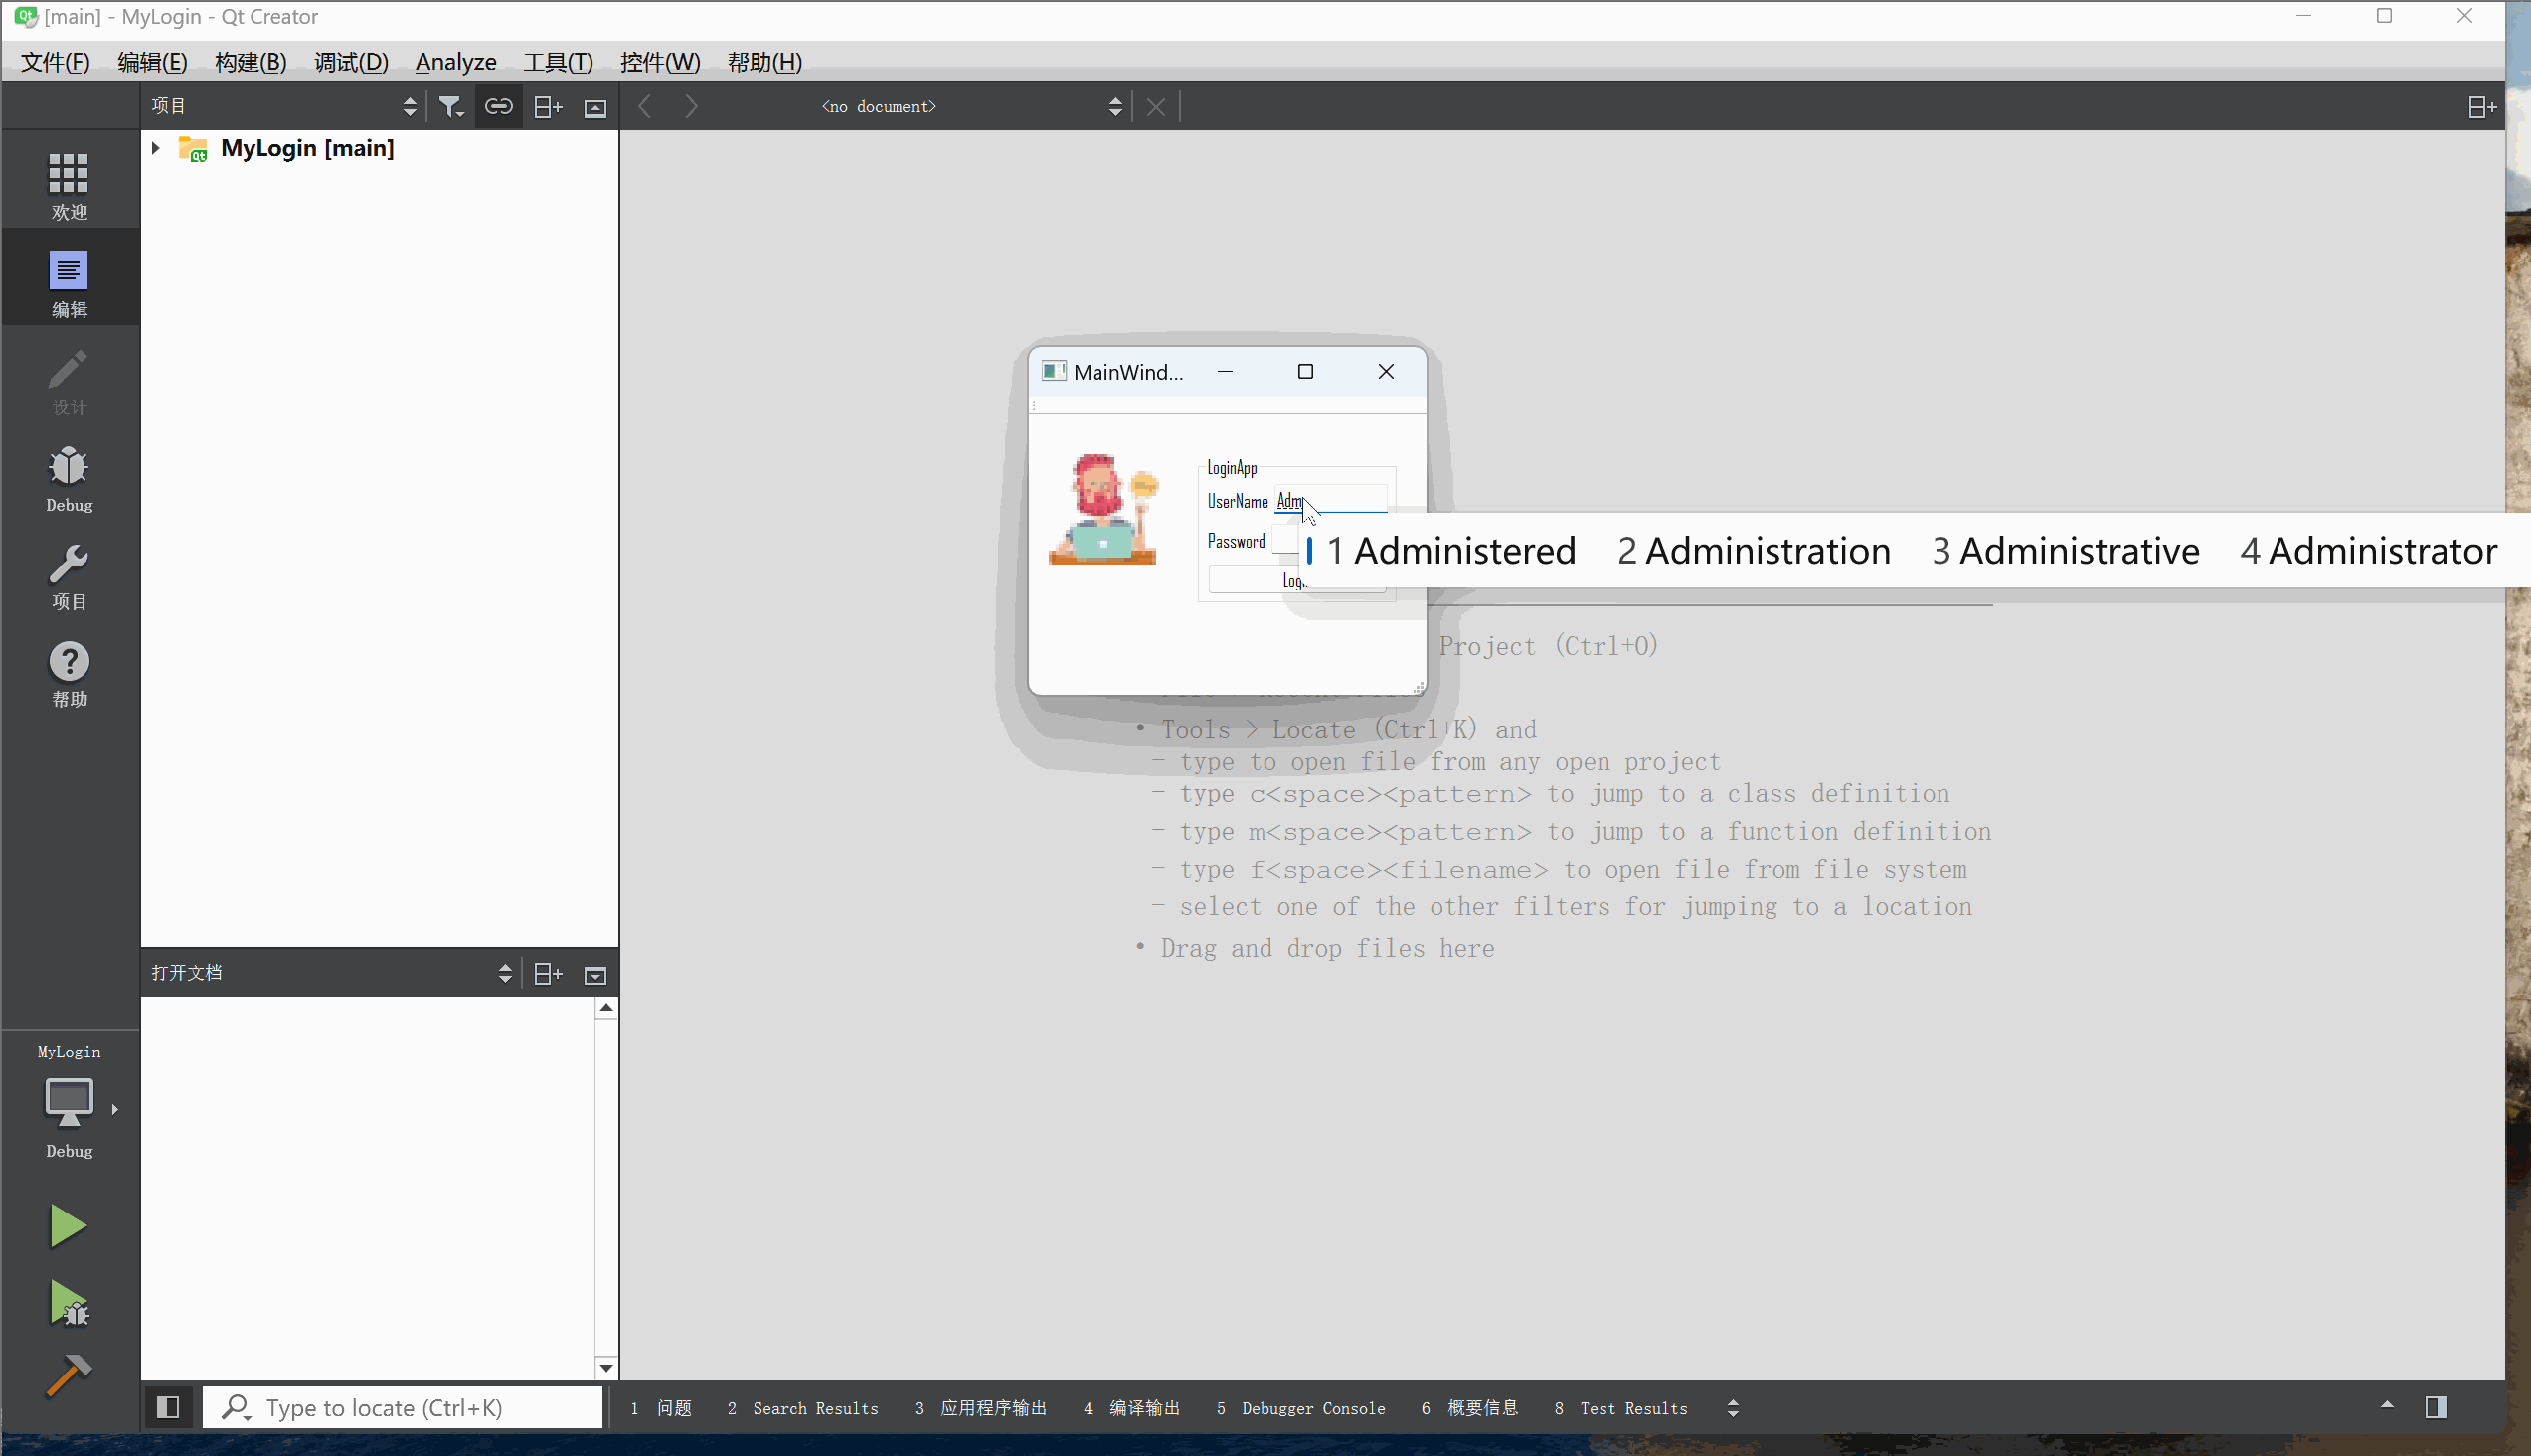 [main] - MyLogin - Qt Creator
文件(F) 编辑(E) 构建(B) 调试(D) Analyze 工具(T) 控件(W) 帮助(H)
项目 <no document>
MyLogin [main]
欢迎
编辑
设计
Debug
项目
帮助
MainWind...
LoginApp
UserName Adm
Password
1 Administered 2 Administration 3 Administrative 4 Administrator
Project (Ctrl+O)
• Tools > Locate (Ctrl+K) and
- type to open file from any open project
- type c<space><pattern> to jump to a class definition
- type m<space><pattern> to jump to a function definition
- type f<space><filename> to open file from file system
- select one of the other filters for jumping to a location
• Drag and drop files here
打开文档
MyLogin
Debug
Type to locate (Ctrl+K) 1 问题 2 Search Results 3 应用程序输出 4 编译输出 5 Debugger Console 6 概要信息 8 Test Results